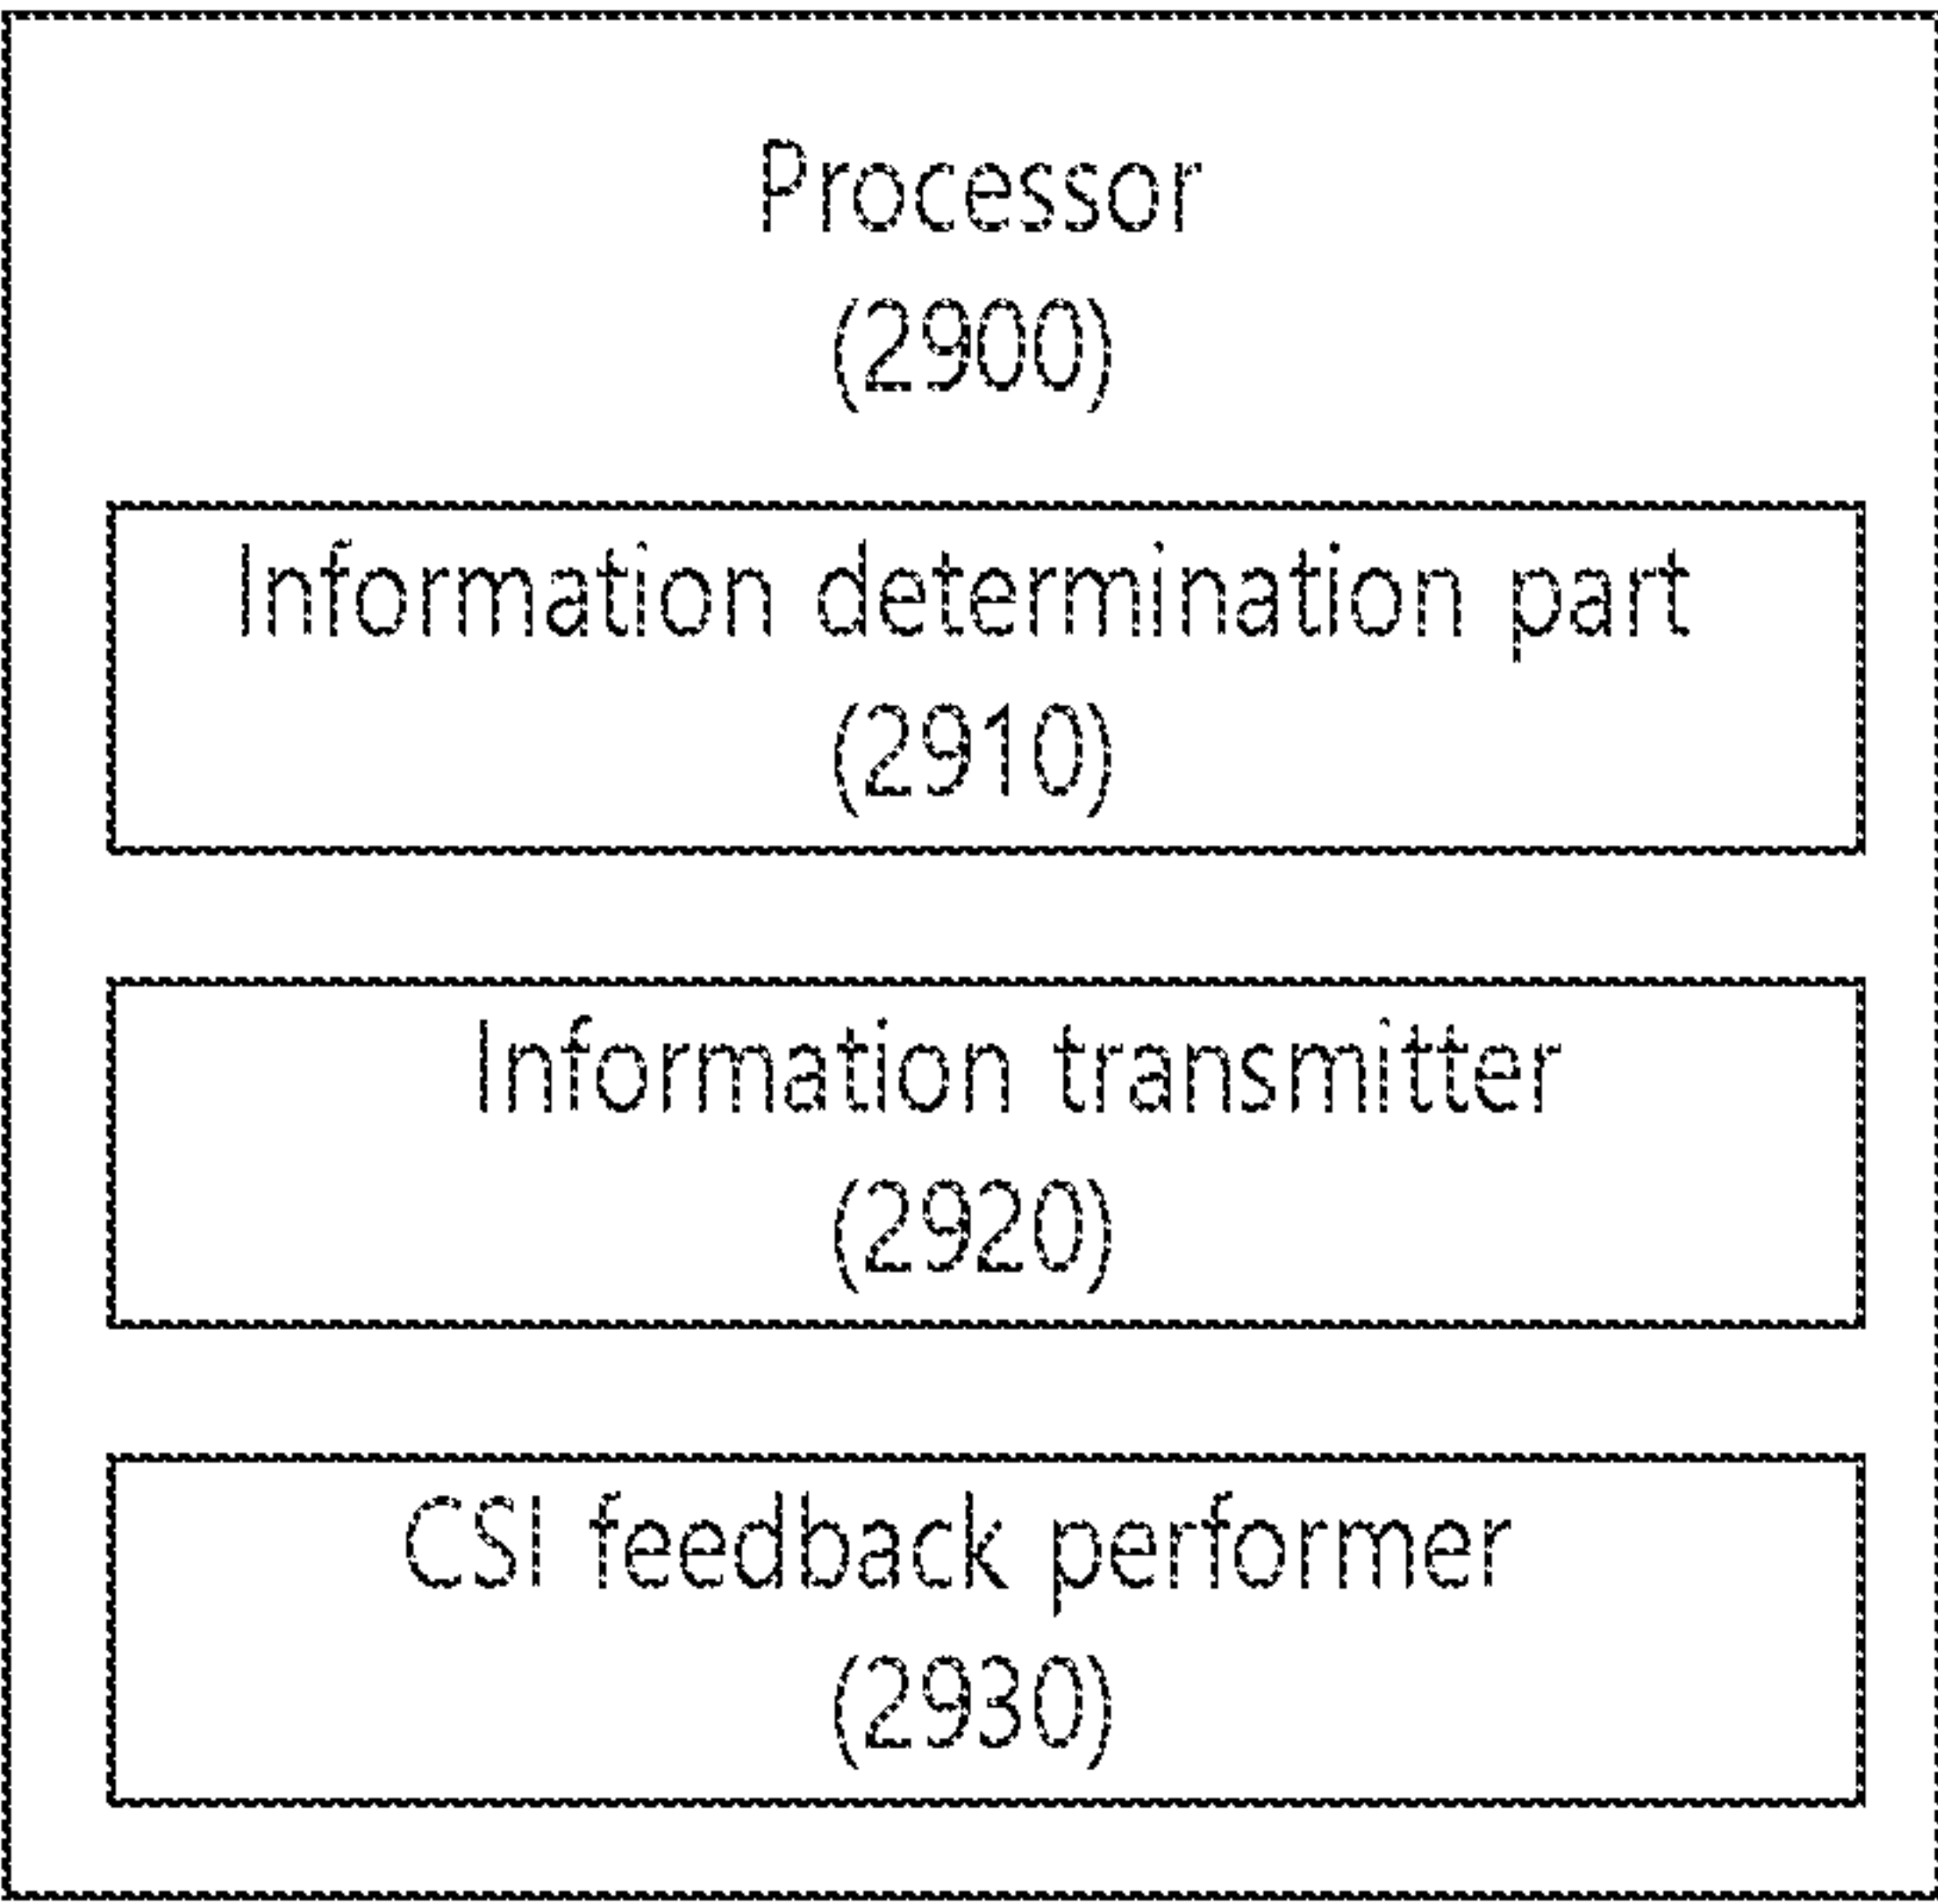 Processor
(2900)
Information determination part
(2910)
Information transmitter
(2920)
CSI feedback performer
(2930)